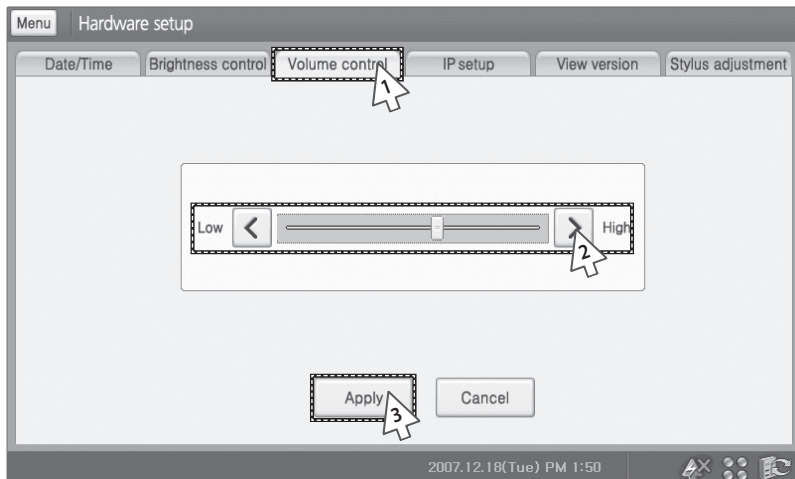 Menu Hardware setup
Date/Time Brightness control Volume control IP setup View version Stylus adjustment
1
Low High
2
Apply Cancel
3
2007.12.18(Tue) PM 1:50